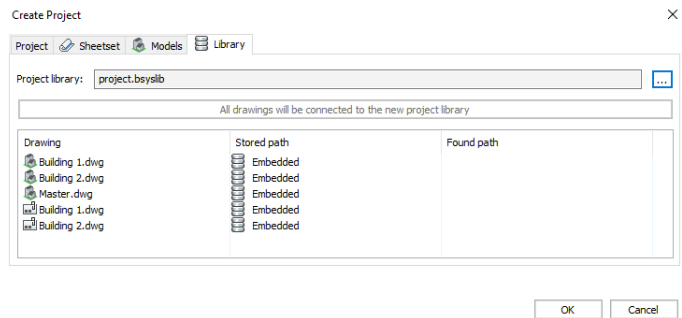 Create Project
Project Sheetset Models Library
Project library: project.bsyslib ...
All drawings will be connected to the new project library
Drawing Stored path Found path
Building 1.dwg Embedded
Building 2.dwg Embedded
Master.dwg Embedded
Building 1.dwg Embedded
Building 2.dwg Embedded
OK Cancel